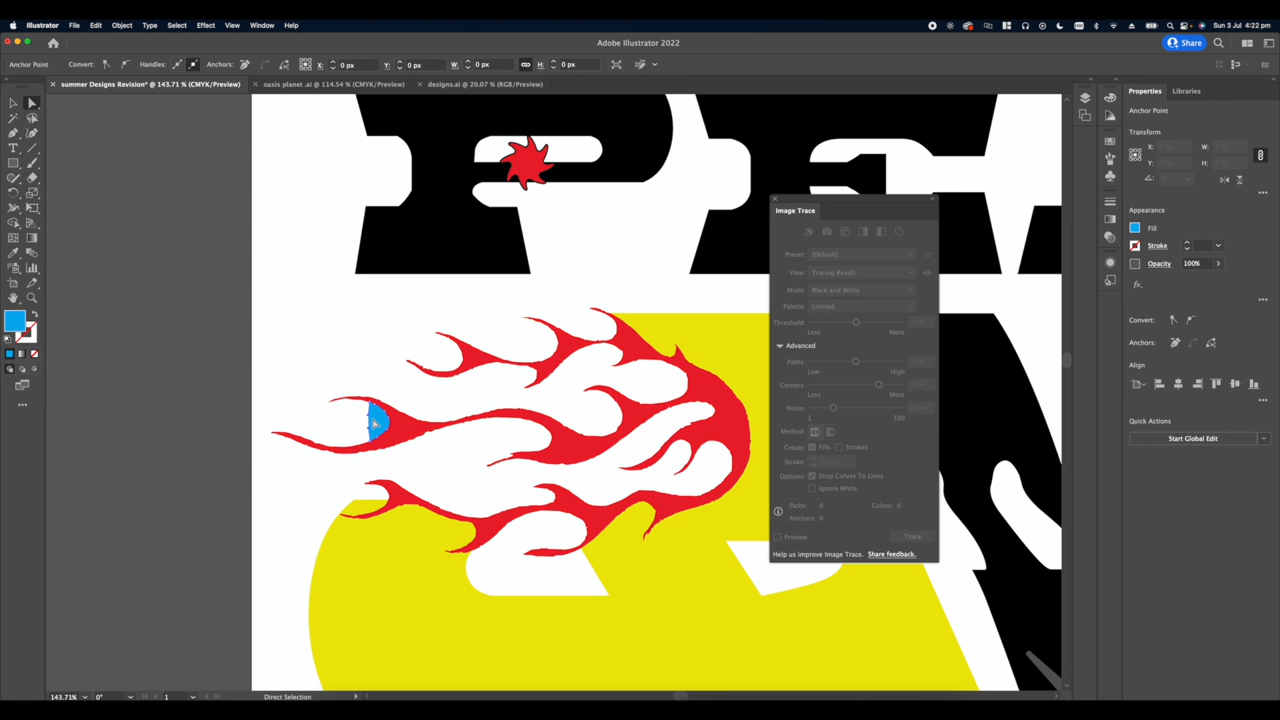 Illustrator File Edit Object Type Select Effect View Window Help Sun 3 Jul 4:22 pm
Adobe Illustrator 2022 Share
Anchor Point Convert: Handles: Anchors: X: 0 px Y: 0 px W: 0 px H: 0 px
summer Designs Revision* @ 143.71 % (CMYK/Preview) oasis planet .ai @ 114.54 % (CMYK/Preview) designs.ai @ 20.07 % (RGB/Preview)
Properties Libraries
Anchor Point
Transform
X: W:
Y: H:
Appearance
Fill
Stroke
Opacity 100%
fx.
Convert:
Anchors:
Align
Quick Actions
Start Global Edit
Image Trace
Preset: [Default]
View: Tracing Result
Mode: Black and White
Palette: Limited
Threshold:
Less More
Advanced
Paths:
Low High
Corners:
Less More
Noise:
1 100
Method:
Create: Fills Strokes
Stroke:
Options: Snap Curves To Lines
Ignore White
Paths: 0 Colors: 0
Anchors: 0
Preview Trace
Help us improve Image Trace. Share feedback.
143.71% 0° 1 Direct Selection